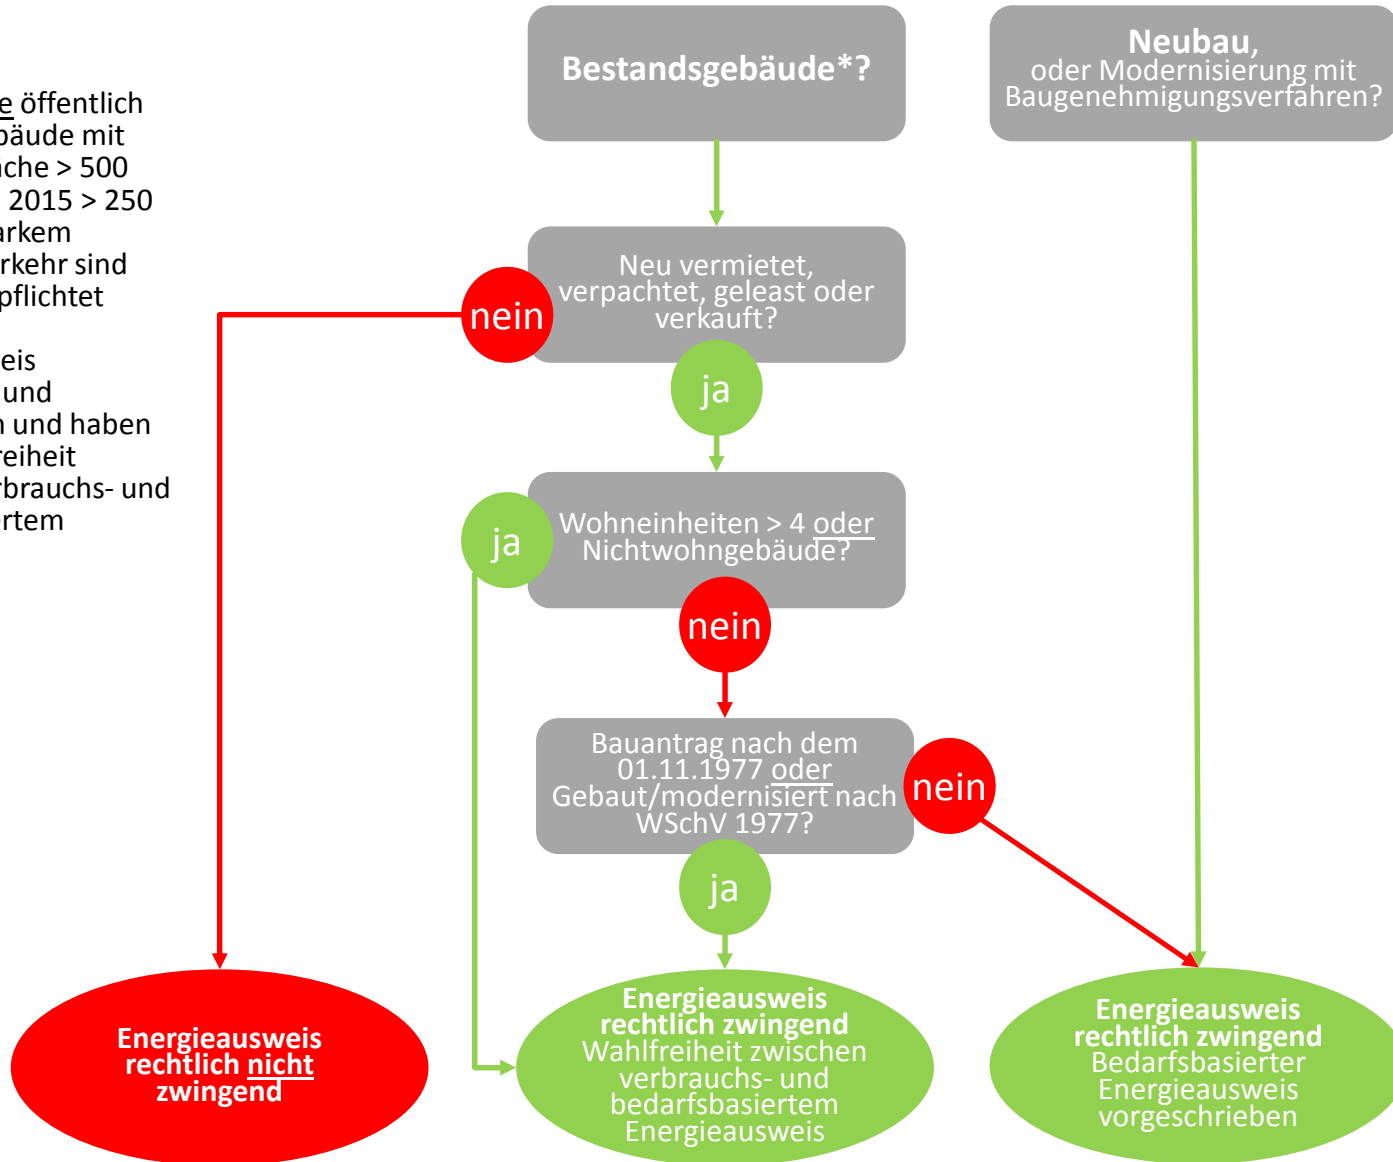 Bestandsgebäude*?
Neubau,
oder Modernisierung mit
Baugenehmigungsverfahren?
e öffentlich
bäude mit
äche > 500
2015 > 250
arkem
rkehr sind
pflichtet
eis
und
n und haben
reiheit
rbrauchs- und
ertem
Neu vermietet,
verpachtet, geleast oder
verkauft?
nein
ja
Wohneinheiten > 4 oder
Nichtwohngebäude?
ja
nein
Bauantrag nach dem
01.11.1977 oder
Gebaut/modernisiert nach
WSchV 1977?
nein
ja
Energieausweis
rechtlich nicht
zwingend
Energieausweis
rechtlich zwingend
Wahlfreiheit zwischen
verbrauchs- und
bedarfsbasiertem
Energieausweis
Energieausweis
rechtlich zwingend
Bedarfsbasierter
Energieausweis
vorgeschrieben